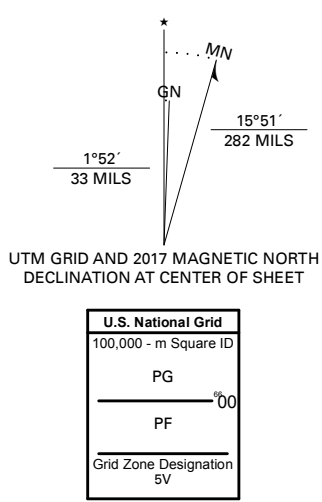 ★
MN
GN
15°51´
282 MILS
1°52´
33 MILS
UTM GRID AND 2017 MAGNETIC NORTH
DECLINATION AT CENTER OF SHEET
U.S. National Grid
100,000 - m Square ID
PG
⁶⁶00
PF
Grid Zone Designation
5V